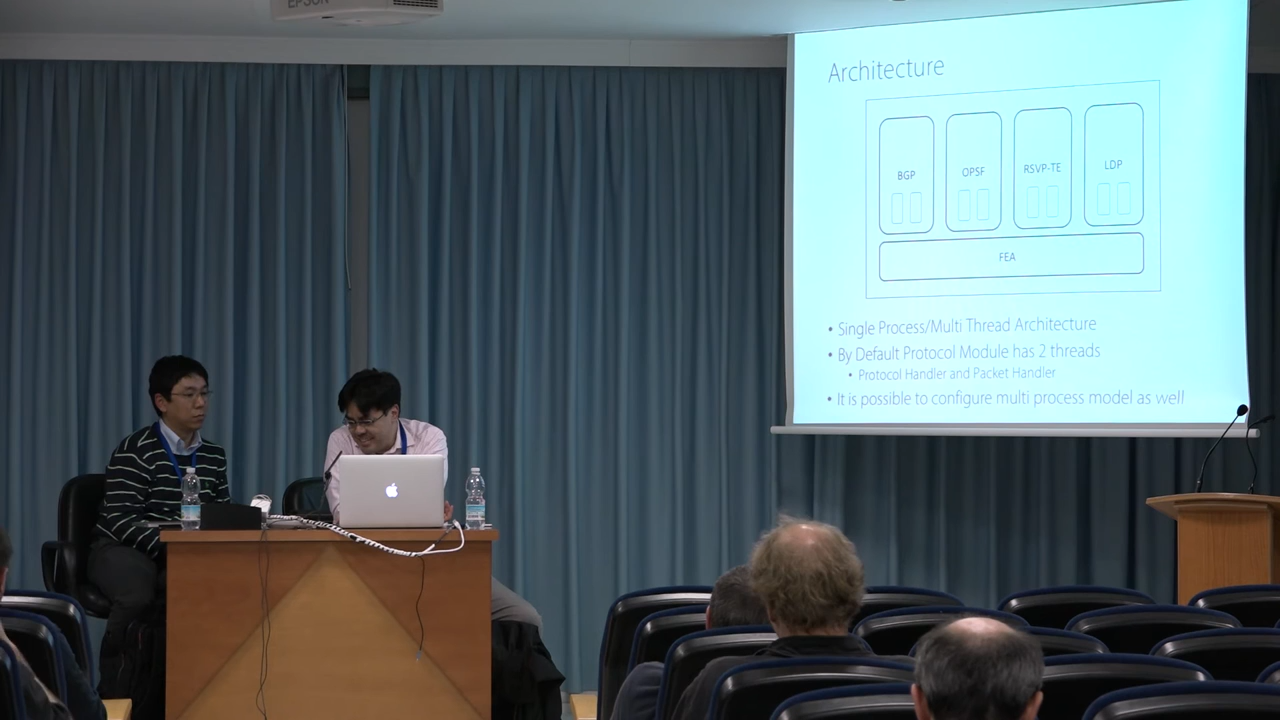 EPSON
Architecture
BGP
OPSF
RSVP-TE
LDP
FEA
• Single Process/Multi Thread Architecture
• By Default Protocol Module has 2 threads
• Protocol Handler and Packet Handler
• It is possible to configure multi process model as well